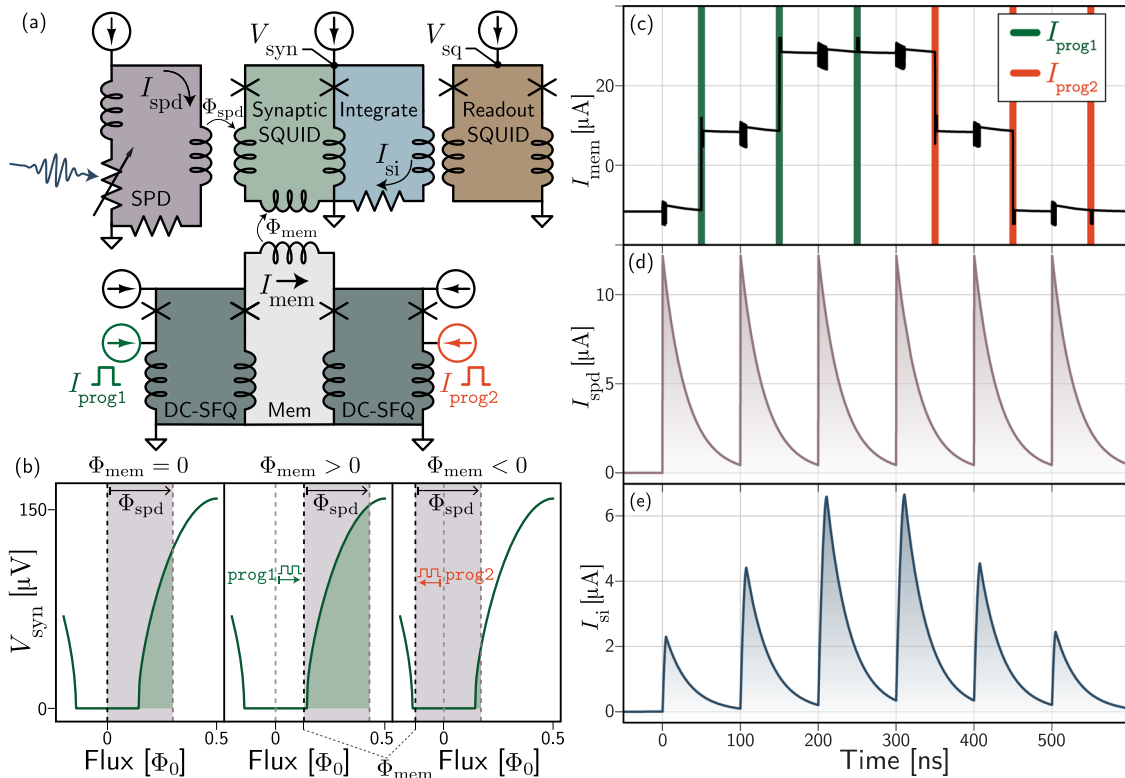 (a)
V_syn
V_sq
I_spd
Φ_spd
Synaptic
SQUID
Integrate
Readout
SQUID
I_si
SPD
Φ_mem
I_mem
I_prog1
I_prog2
DC-SFQ
Mem
DC-SFQ
(b)
Φ_mem = 0
Φ_mem > 0
Φ_mem < 0
Φ_spd
Φ_spd
Φ_spd
prog1
prog2
V_syn [μV]
150
0
0
0.5
0
0.5
Flux [Φ_0]
Flux [Φ_0]
Flux [Φ_0]
Φ_mem
(c)
I_prog1
I_prog2
I_mem [μA]
20
0
(d)
I_spd [μA]
10
5
0
(e)
I_si [μA]
6
4
2
0
0
100
200
300
400
500
Time [ns]